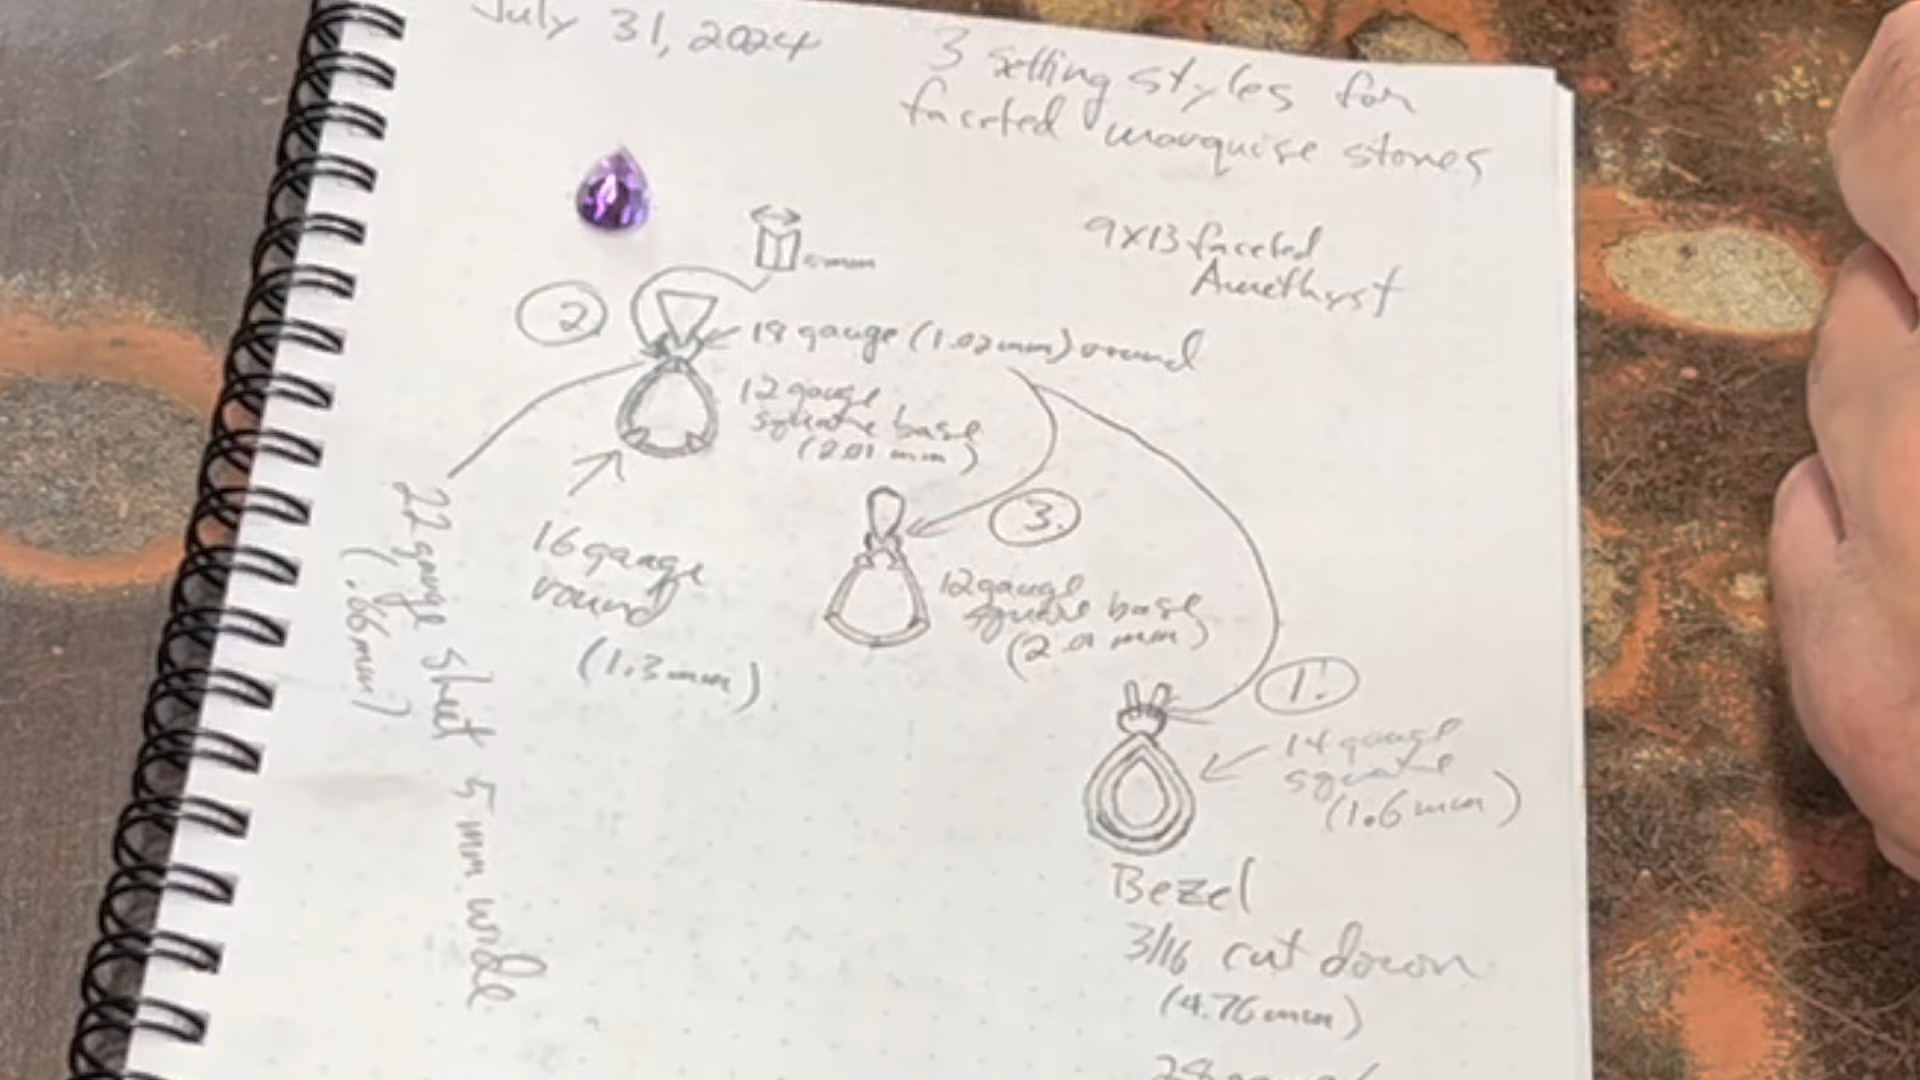 July 31, 2024
3 setting styles for
faceted marquise stones
9x13 faceted
Amethyst
5mm
2
18 gauge (1.02mm) round
12 gauge
square base
(2.01 mm)
16 gauge
round
(1.3mm)
22 gauge sheet 5 mm wide
(.66mm)
3.
12 gauge
square base
(2.01 mm)
1.
14 gauge
square
(1.6mm)
Bezel
3/16 cut down
(4.76mm)
28